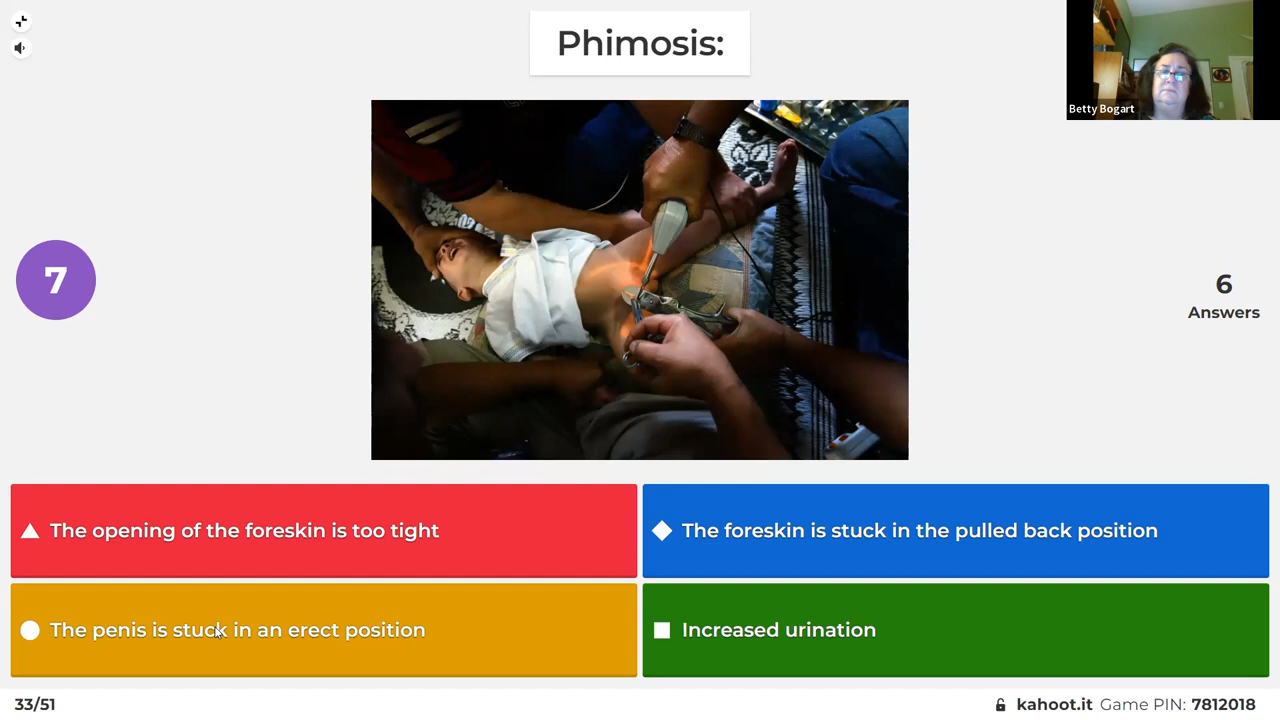 Phimosis:
Betty Bogart
7
6
Answers
The opening of the foreskin is too tight
The foreskin is stuck in the pulled back position
The penis is stuck in an erect position
Increased urination
33/51
kahoot.it Game PIN: 7812018